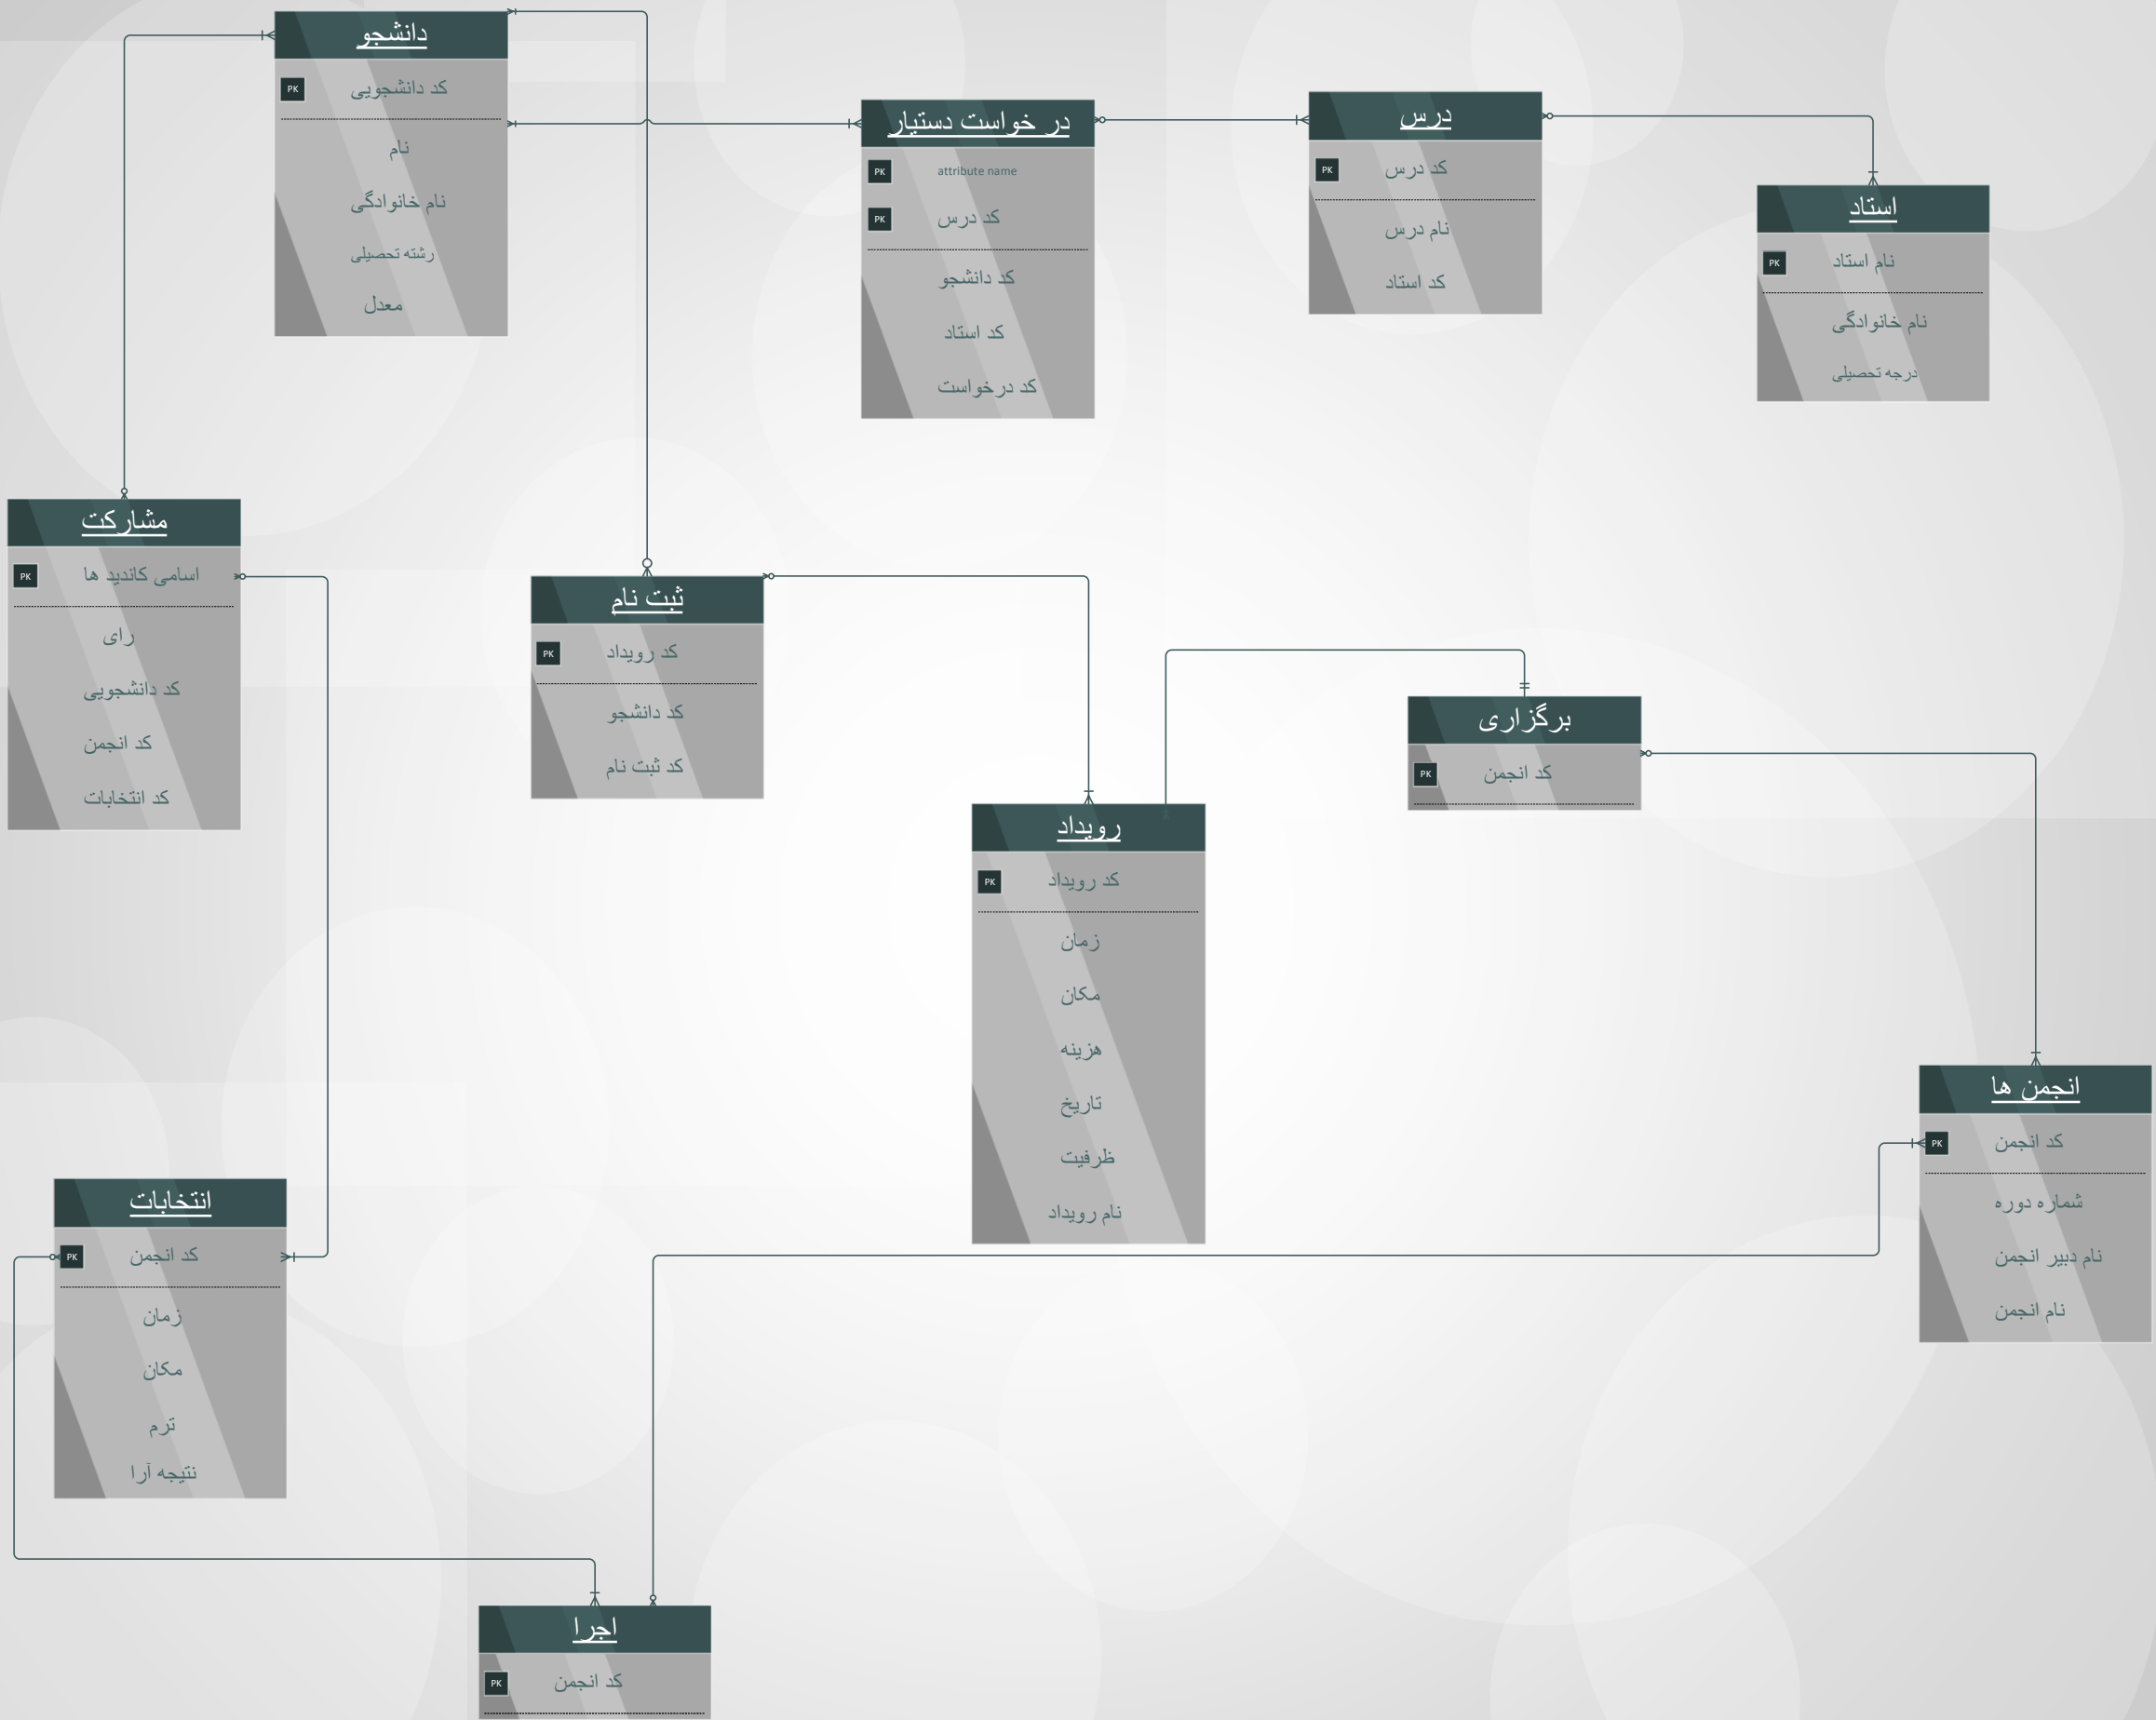 دانشجو
PK کد دانشجویی
نام
نام خانوادگی
رشته تحصیلی
معدل
در خواست دستیار
PK attribute name
PK کد درس
کد دانشجو
کد استاد
کد درخواست
درس
PK کد درس
نام درس
کد استاد
استاد
PK نام استاد
نام خانوادگی
درجه تحصیلی
مشارکت
PK اسامی کاندید ها
رای
کد دانشجویی
کد انجمن
کد انتخابات
ثبت نام
PK کد رویداد
کد دانشجو
کد ثبت نام
برگزاری
PK کد انجمن
رویداد
PK کد رویداد
زمان
مکان
هزینه
تاریخ
ظرفیت
نام رویداد
انجمن ها
PK کد انجمن
شماره دوره
نام دبیر انجمن
نام انجمن
انتخابات
PK کد انجمن
زمان
مکان
ترم
نتیجه آرا
اجرا
PK کد انجمن